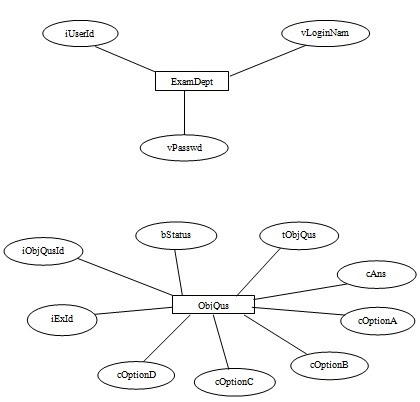 iUserId
vLoginNam
ExamDept
vPasswd
bStatus
tObjQus
iObjQusId
cAns
ObjQus
iExId
cOptionA
cOptionB
cOptionD
cOptionC